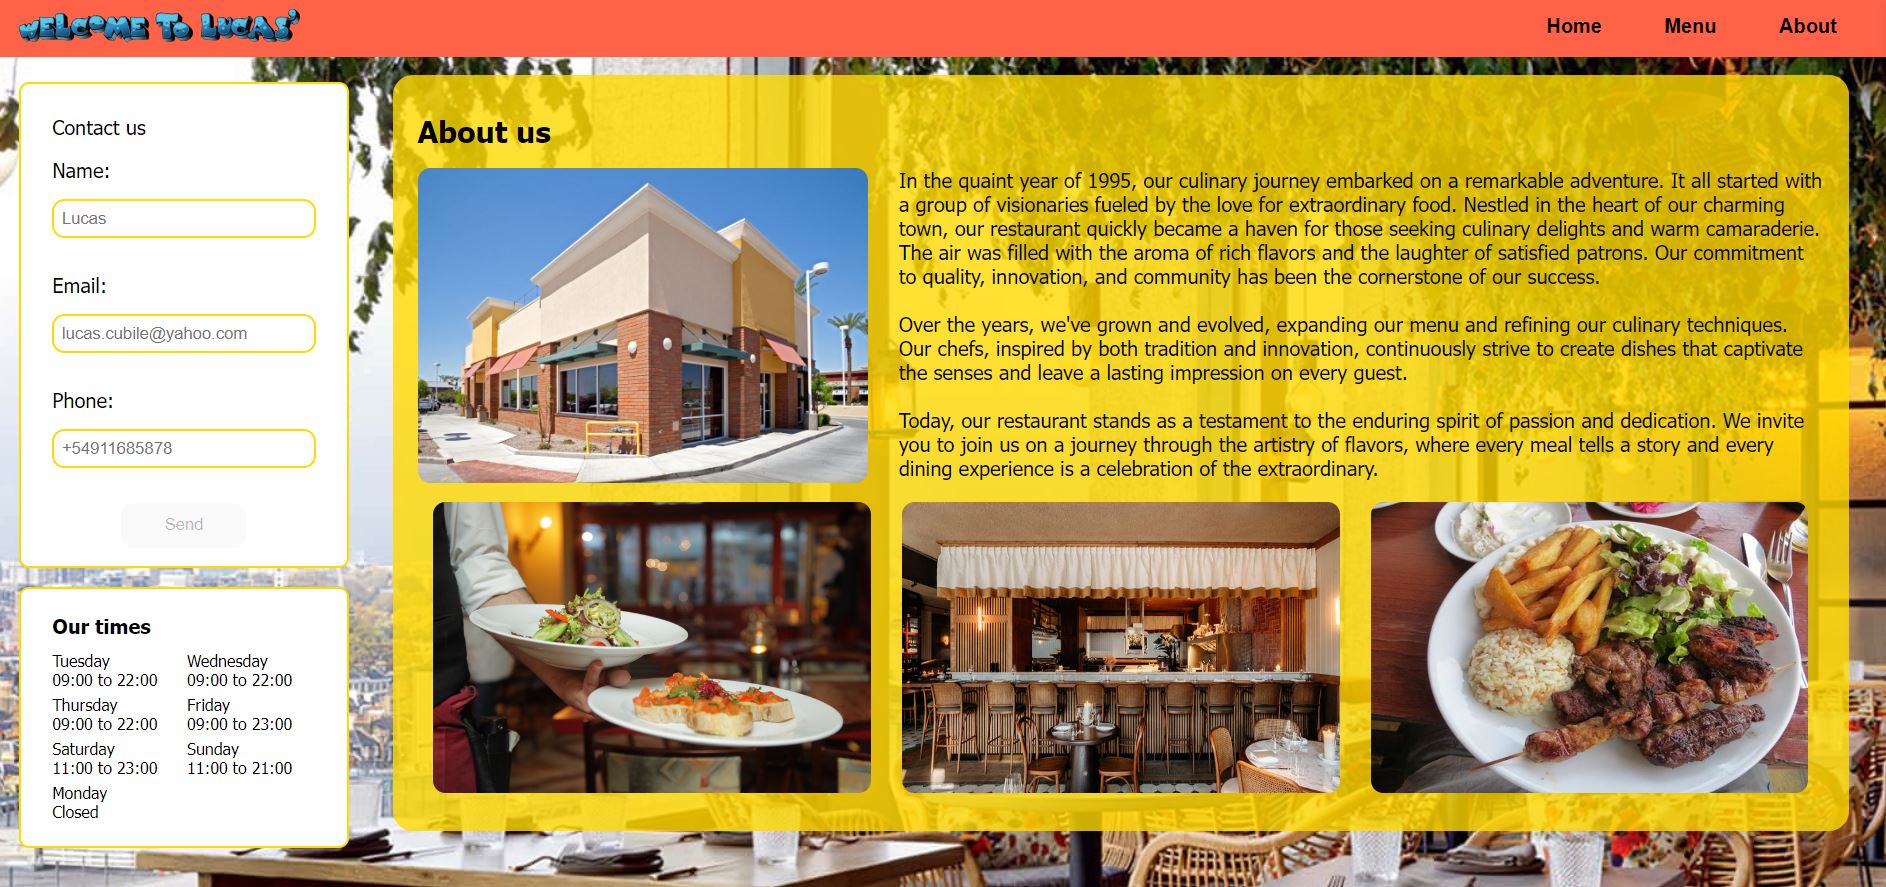 WELCOME TO LUCAS'
Home
Menu
About
Contact us
Name:
Lucas
Email:
lucas.cubile@yahoo.com
Phone:
+54911685878
Send
Our times
Tuesday
09:00 to 22:00
Wednesday
09:00 to 22:00
Thursday
09:00 to 22:00
Friday
09:00 to 23:00
Saturday
11:00 to 23:00
Sunday
11:00 to 21:00
Monday
Closed
About us
In the quaint year of 1995, our culinary journey embarked on a remarkable adventure. It all started with
a group of visionaries fueled by the love for extraordinary food. Nestled in the heart of our charming
town, our restaurant quickly became a haven for those seeking culinary delights and warm camaraderie.
The air was filled with the aroma of rich flavors and the laughter of satisfied patrons. Our commitment
to quality, innovation, and community has been the cornerstone of our success.
Over the years, we've grown and evolved, expanding our menu and refining our culinary techniques.
Our chefs, inspired by both tradition and innovation, continuously strive to create dishes that captivate
the senses and leave a lasting impression on every guest.
Today, our restaurant stands as a testament to the enduring spirit of passion and dedication. We invite
you to join us on a journey through the artistry of flavors, where every meal tells a story and every
dining experience is a celebration of the extraordinary.